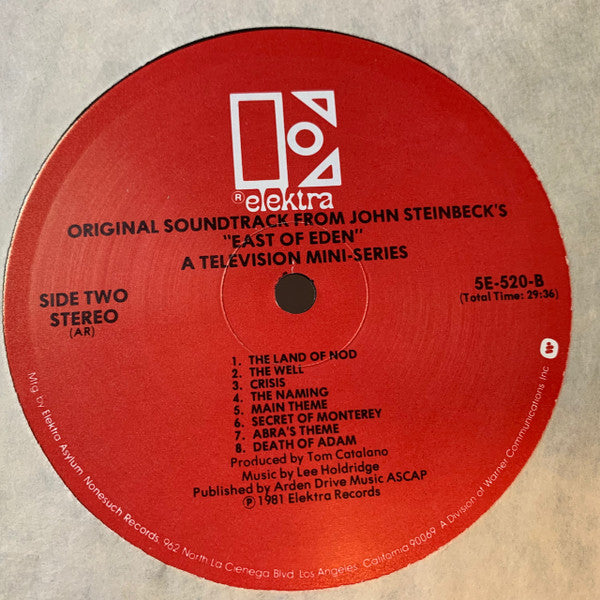 ® elektra
ORIGINAL SOUNDTRACK FROM JOHN STEINBECK'S
"EAST OF EDEN"
A TELEVISION MINI-SERIES
SIDE TWO
STEREO
(AR)
5E-520-B
(Total Time: 29:36)
1. THE LAND OF NOD
2. THE WELL
3. CRISIS
4. THE NAMING
5. MAIN THEME
6. SECRET OF MONTEREY
7. ABRA'S THEME
8. DEATH OF ADAM
Produced by Tom Catalano
Music by Lee Holdridge
Published by Arden Drive Music ASCAP
℗ 1981 Elektra Records
Mfg. by Elektra Asylum Nonesuch Records, 962 North La Cienega Blvd. Los Angeles, California 90069 A Division of Warner Communications Inc.